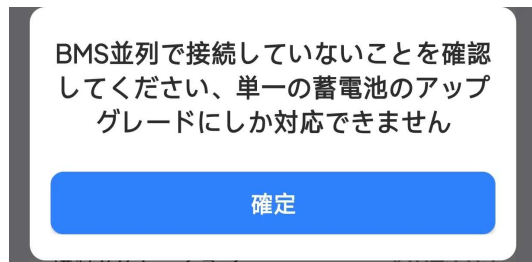 BMS並列で接続していないことを確認
してください、単一の蓄電池のアップ
グレードにしか対応できません
確定